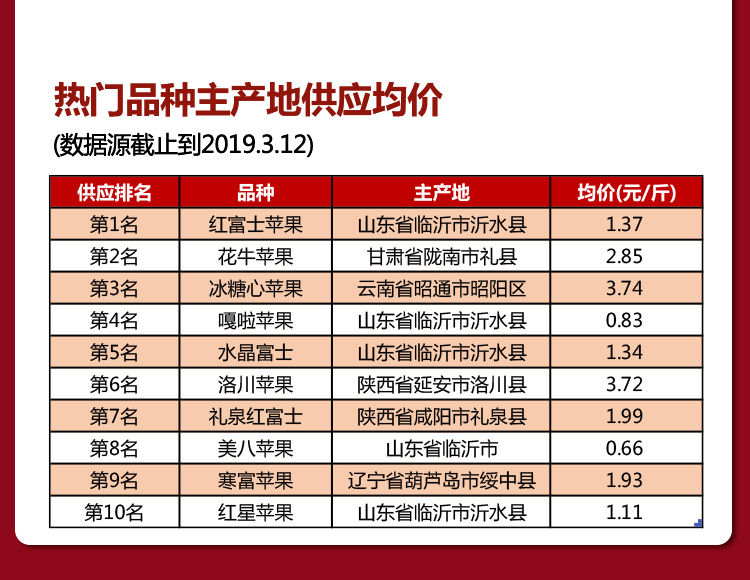 热门品种主产地供应均价
(数据源截止到2019.3.12)
供应排名 品种 主产地 均价(元/斤)
第1名 红富士苹果 山东省临沂市沂水县 1.37
第2名 花牛苹果 甘肃省陇南市礼县 2.85
第3名 冰糖心苹果 云南省昭通市昭阳区 3.74
第4名 嘎啦苹果 山东省临沂市沂水县 0.83
第5名 水晶富士 山东省临沂市沂水县 1.34
第6名 洛川苹果 陕西省延安市洛川县 3.72
第7名 礼泉红富士 陕西省咸阳市礼泉县 1.99
第8名 美八苹果 山东省临沂市 0.66
第9名 寒富苹果 辽宁省葫芦岛市绥中县 1.93
第10名 红星苹果 山东省临沂市沂水县 1.11